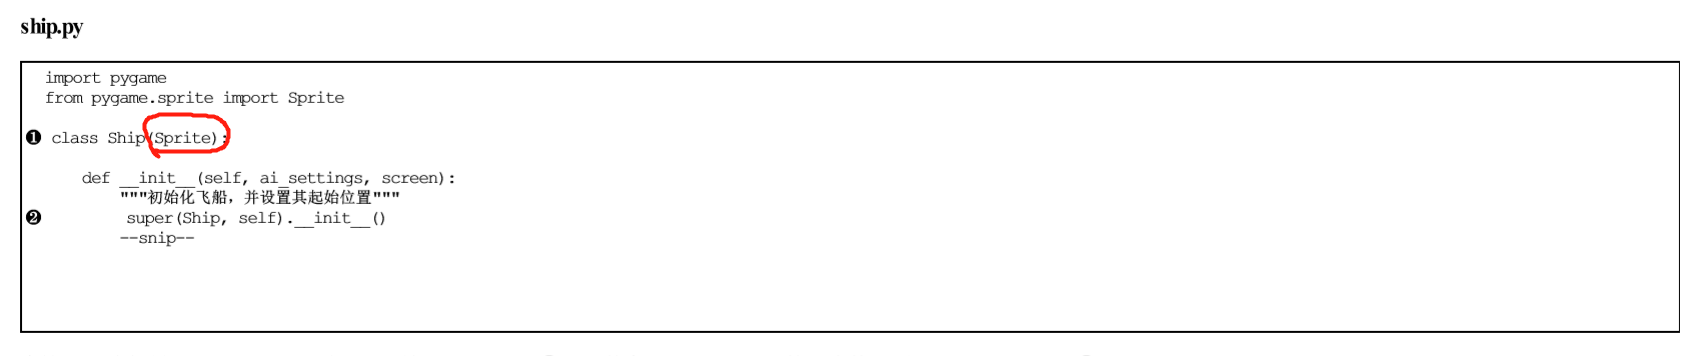 ship.py
import pygame
from pygame.sprite import Sprite
❶ class Ship(Sprite):
def __init__(self, ai_settings, screen):
"""初始化飞船，并设置其起始位置"""
❷ super(Ship, self).__init__()
--snip--